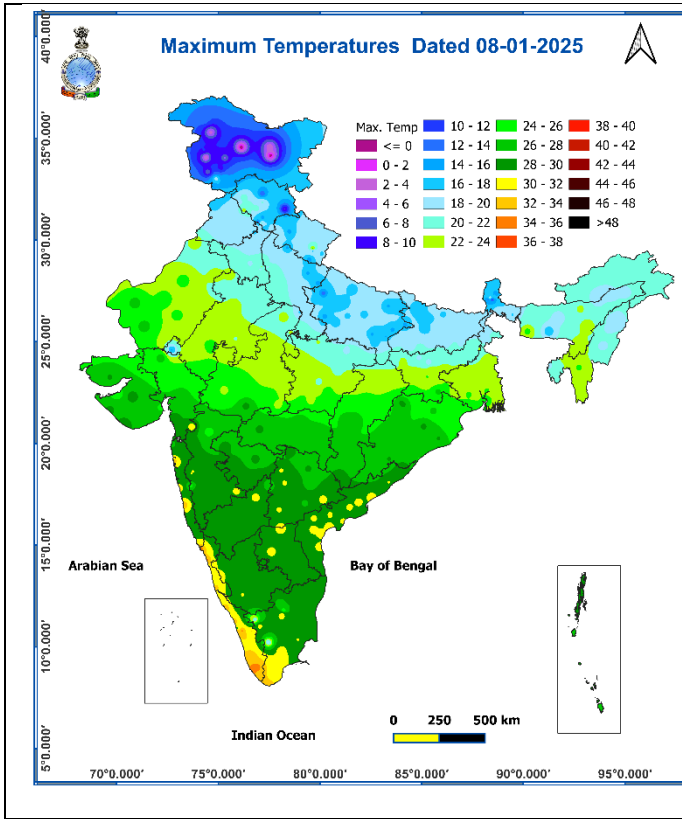 Maximum Temperatures Dated 08-01-2025
Max. Temp
<= 0
0 - 2
2 - 4
4 - 6
6 - 8
8 - 10
10 - 12
12 - 14
14 - 16
16 - 18
18 - 20
20 - 22
22 - 24
24 - 26
26 - 28
28 - 30
30 - 32
32 - 34
34 - 36
36 - 38
38 - 40
40 - 42
42 - 44
44 - 46
46 - 48
>48
40°0.000'
35°0.000'
30°0.000'
25°0.000'
20°0.000'
15°0.000'
10°0.000'
5°0.000'
Arabian Sea
Bay of Bengal
Indian Ocean
0 250 500 km
70°0.000' 75°0.000' 80°0.000' 85°0.000' 90°0.000' 95°0.000'